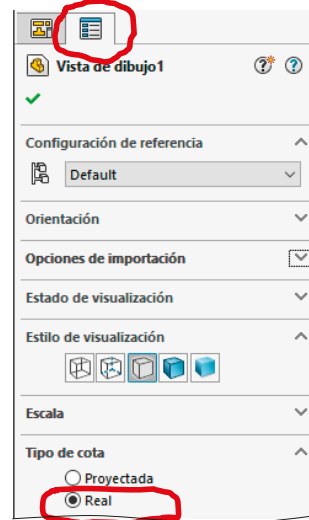 Vista de dibujo1
Configuración de referencia
Default
Orientación
Opciones de importación
Estado de visualización
Estilo de visualización
Escala
Tipo de cota
Proyectada
Real